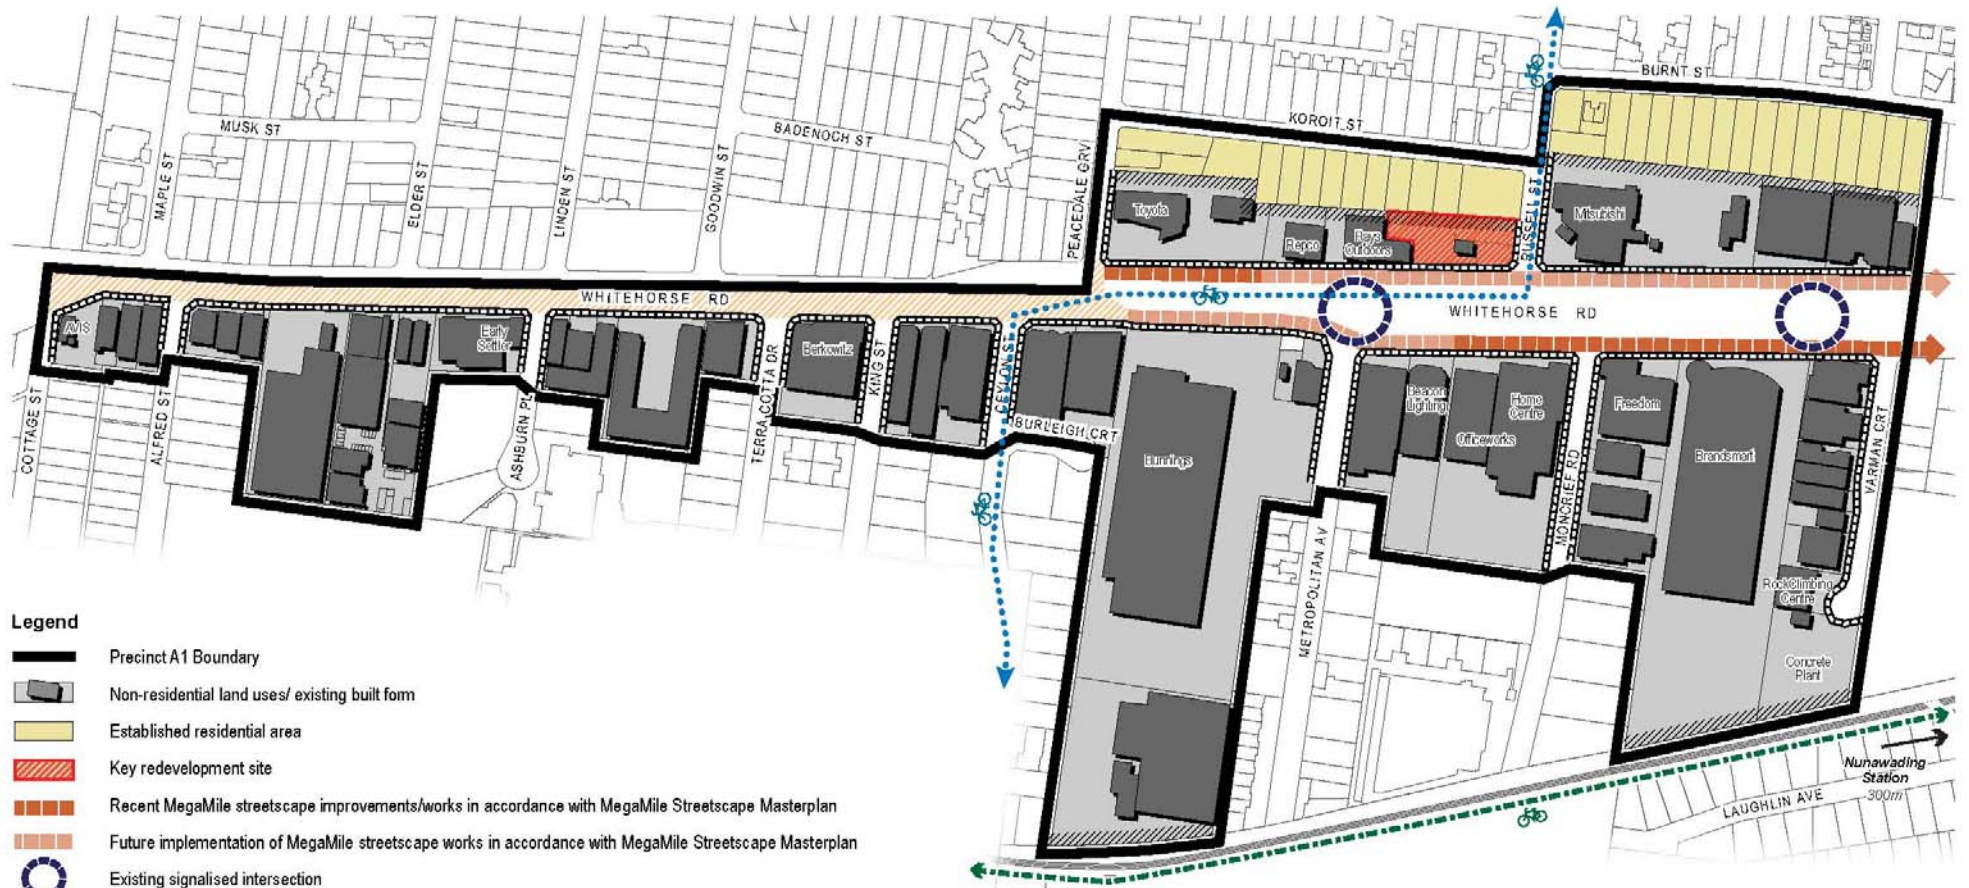 BURNT ST
KOROIT ST
MUSK ST
BADENOCH ST
MAPLE ST
ELDER ST
LINDEN ST
GOODWIN ST
PEACEDALE GRV
RUSSELL ST
Toyota
Repco
Rays
Outdoors
Mitsubishi
WHITEHORSE RD
WHITEHORSE RD
AVIS
Early
Settler
Berkowitz
KING ST
CEYLON ST
TERRACOTTA DR
BURLEIGH CRT
COTTAGE ST
ALFRED ST
ASHBURN PL
Bunnings
Beacon
Lighting
Officeworks
Home
Centre
Freedom
Brandsmart
MONCRIEF RD
VARMAN CRT
METROPOLITAN AV
Rock Climbing
Centre
Concrete
Plant
Nunawading
Station
300m
LAUGHLIN AVE
Legend
Precinct A1 Boundary
Non-residential land uses/ existing built form
Established residential area
Key redevelopment site
Recent MegaMile streetscape improvements/works in accordance with MegaMile Streetscape Masterplan
Future implementation of MegaMile streetscape works in accordance with MegaMile Streetscape Masterplan
Existing signalised intersection